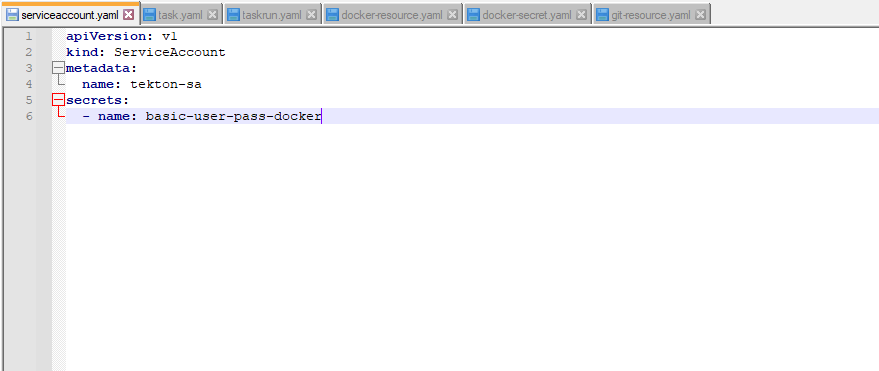 serviceaccount.yaml task.yaml taskrun.yaml docker-resource.yaml docker-secret.yaml git-resource.yaml
1 apiVersion: v1
2 kind: ServiceAccount
3 metadata:
4   name: tekton-sa
5 secrets:
6   - name: basic-user-pass-docker